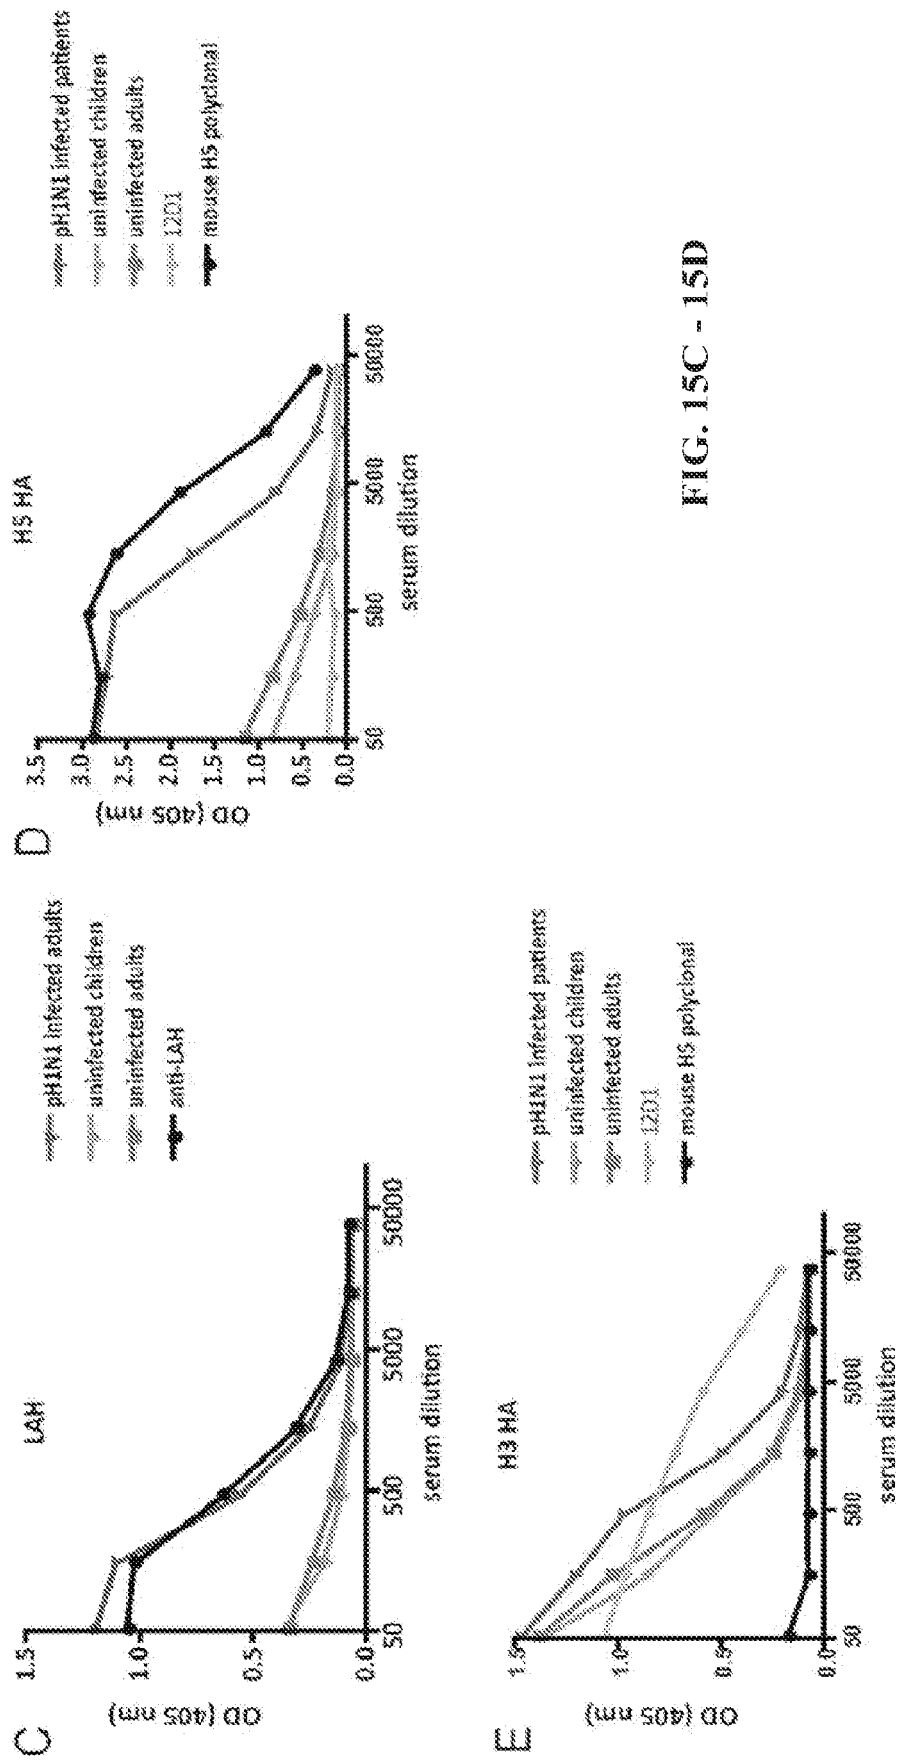 C
LAH
OD (405 nm)
1.5
1.0
0.5
0.0
50
500
5000
50000
serum dilution
pH1N1 infected adults
uninfected children
uninfected adults
anti-LAH
D
H5 HA
OD (405 nm)
3.5
3.0
2.5
2.0
1.5
1.0
0.5
0.0
50
500
5000
50000
serum dilution
pH1N1 infected patients
uninfected children
uninfected adults
12D1
mouse H5 polyclonal
E
H3 HA
OD (405 nm)
1.5
1.0
0.5
0.0
50
500
5000
50000
serum dilution
pH1N1 infected patients
uninfected children
uninfected adults
12D1
mouse H5 polyclonal
FIG. 15C - 15D